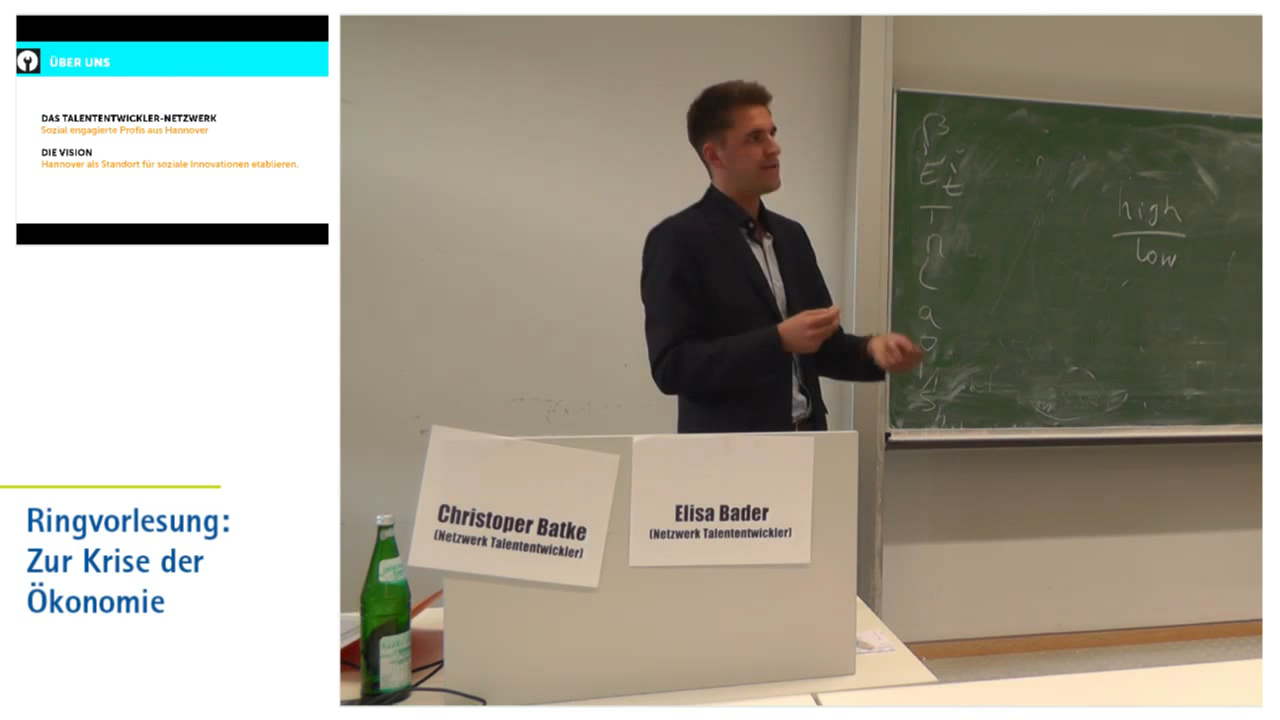 ÜBER UNS
DAS TALENTENTWICKLER-NETZWERK
Sozial engagierte Profis aus Hannover
DIE VISION
Hannover als Standort für soziale Innovationen etablieren.
Ringvorlesung:
Zur Krise der
Ökonomie
Christoper Batke
(Netzwerk Talententwickler)
Elisa Bader
(Netzwerk Talententwickler)
high
low